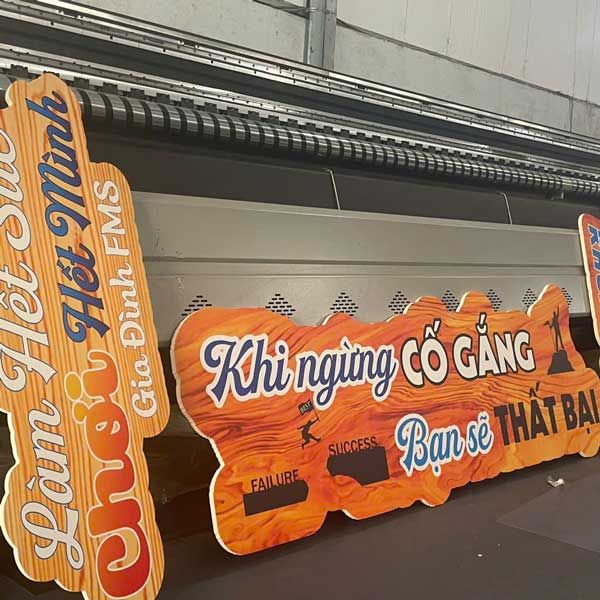 Làm Hết Sức
Chơi Hết Mình
Gia Đình FMS
Khi ngừng CỐ GẮNG
Bạn sẽ THẤT BẠI
SUCCESS
FAILURE